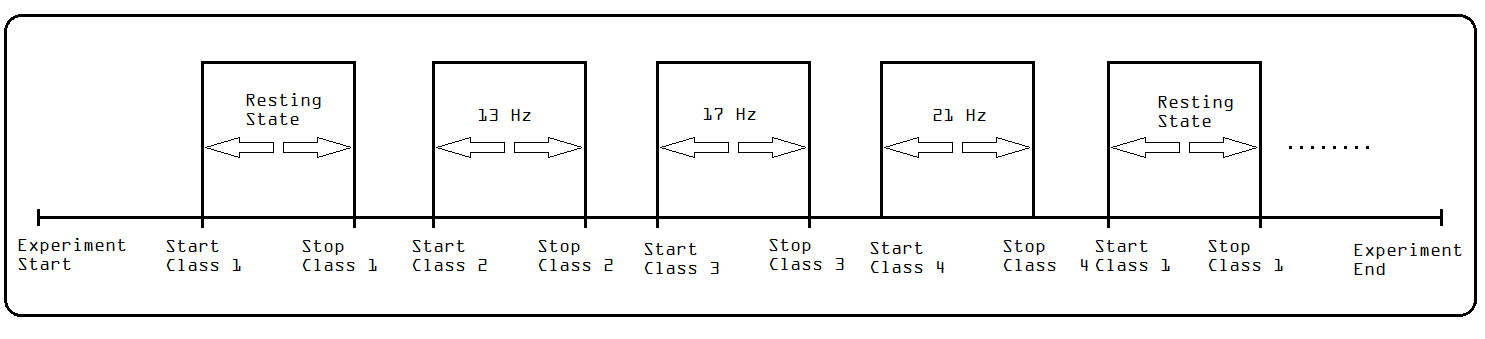 Resting
State
13 Hz
17 Hz
21 Hz
Resting
State
........
Experiment
Start
Start
Class 1
Stop
Class 1
Start
Class 2
Stop
Class 2
Start
Class 3
Stop
Class 3
Start
Class 4
Stop
Class 4
Start
Class 1
Stop
Class 1
Experiment
End